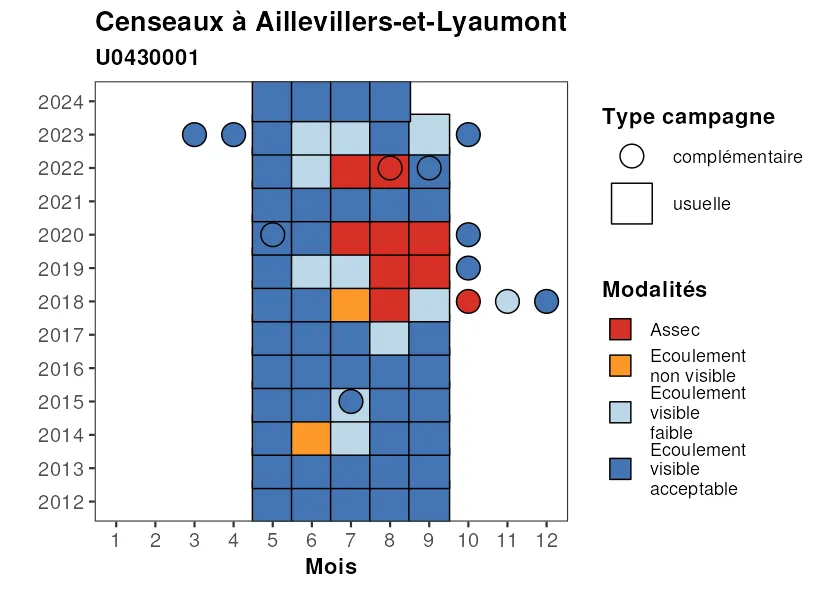 Censeaux à Aillevillers-et-Lyaumont
U0430001
2024
2023
2022
2021
2020
2019
2018
2017
2016
2015
2014
2013
2012
1 2 3 4 5 6 7 8 9 10 11 12
Mois
Type campagne
complémentaire
usuelle
Modalités
Assec
Ecoulement
non visible
Ecoulement
visible
faible
Ecoulement
visible
acceptable